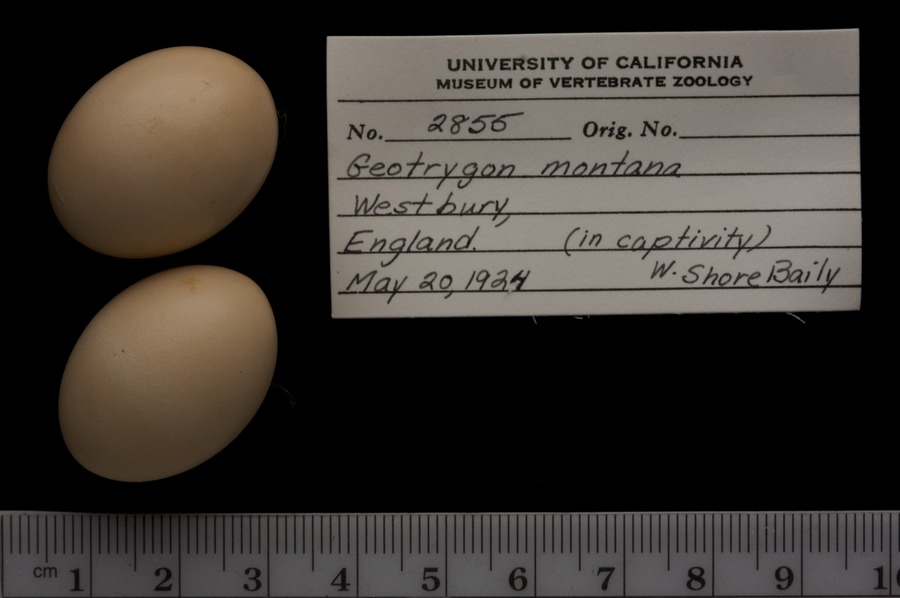 UNIVERSITY OF CALIFORNIA
MUSEUM OF VERTEBRATE ZOOLOGY
No. 2855 Orig. No.
Geotrygon montana
Westbury,
England. (in captivity)
May 20, 1924 W. Shore Baily
cm 1 2 3 4 5 6 7 8 9 10